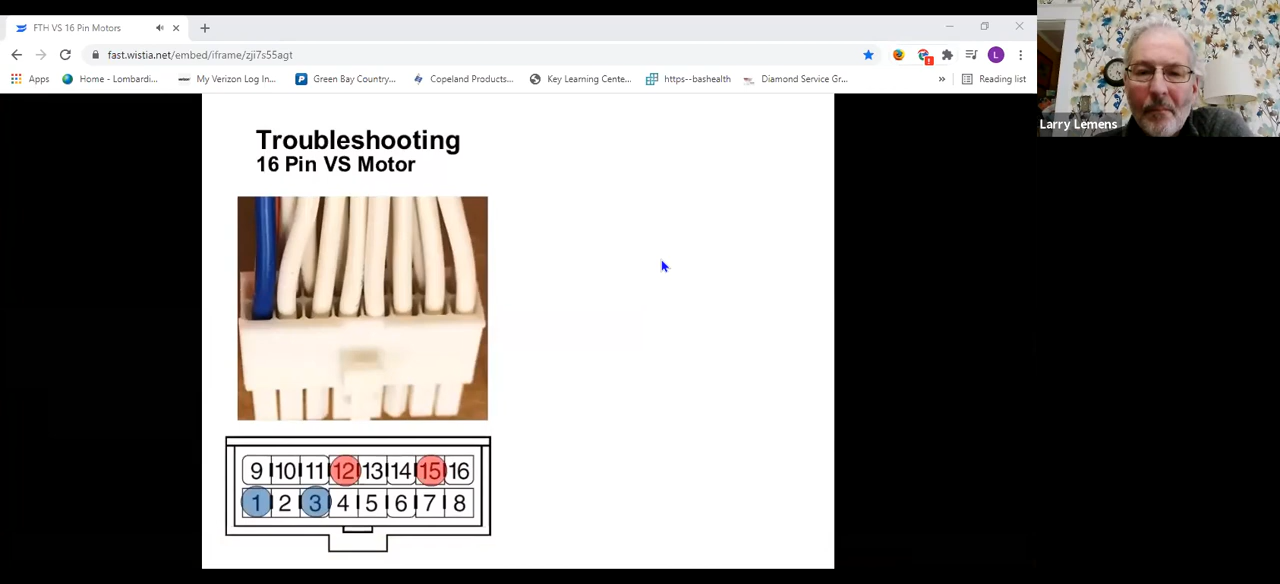 FTH VS 16 Pin Motors
fast.wistia.net/embed/iframe/zji7s55agt
Apps Home - Lombardi... My Verizon Log In... Green Bay Country... Copeland Products... Key Learning Cente... https--bashealth Diamond Service Gr... » Reading list
L
Larry Lemens
Troubleshooting
16 Pin VS Motor
9 10 11 12 13 14 15 16
1 2 3 4 5 6 7 8